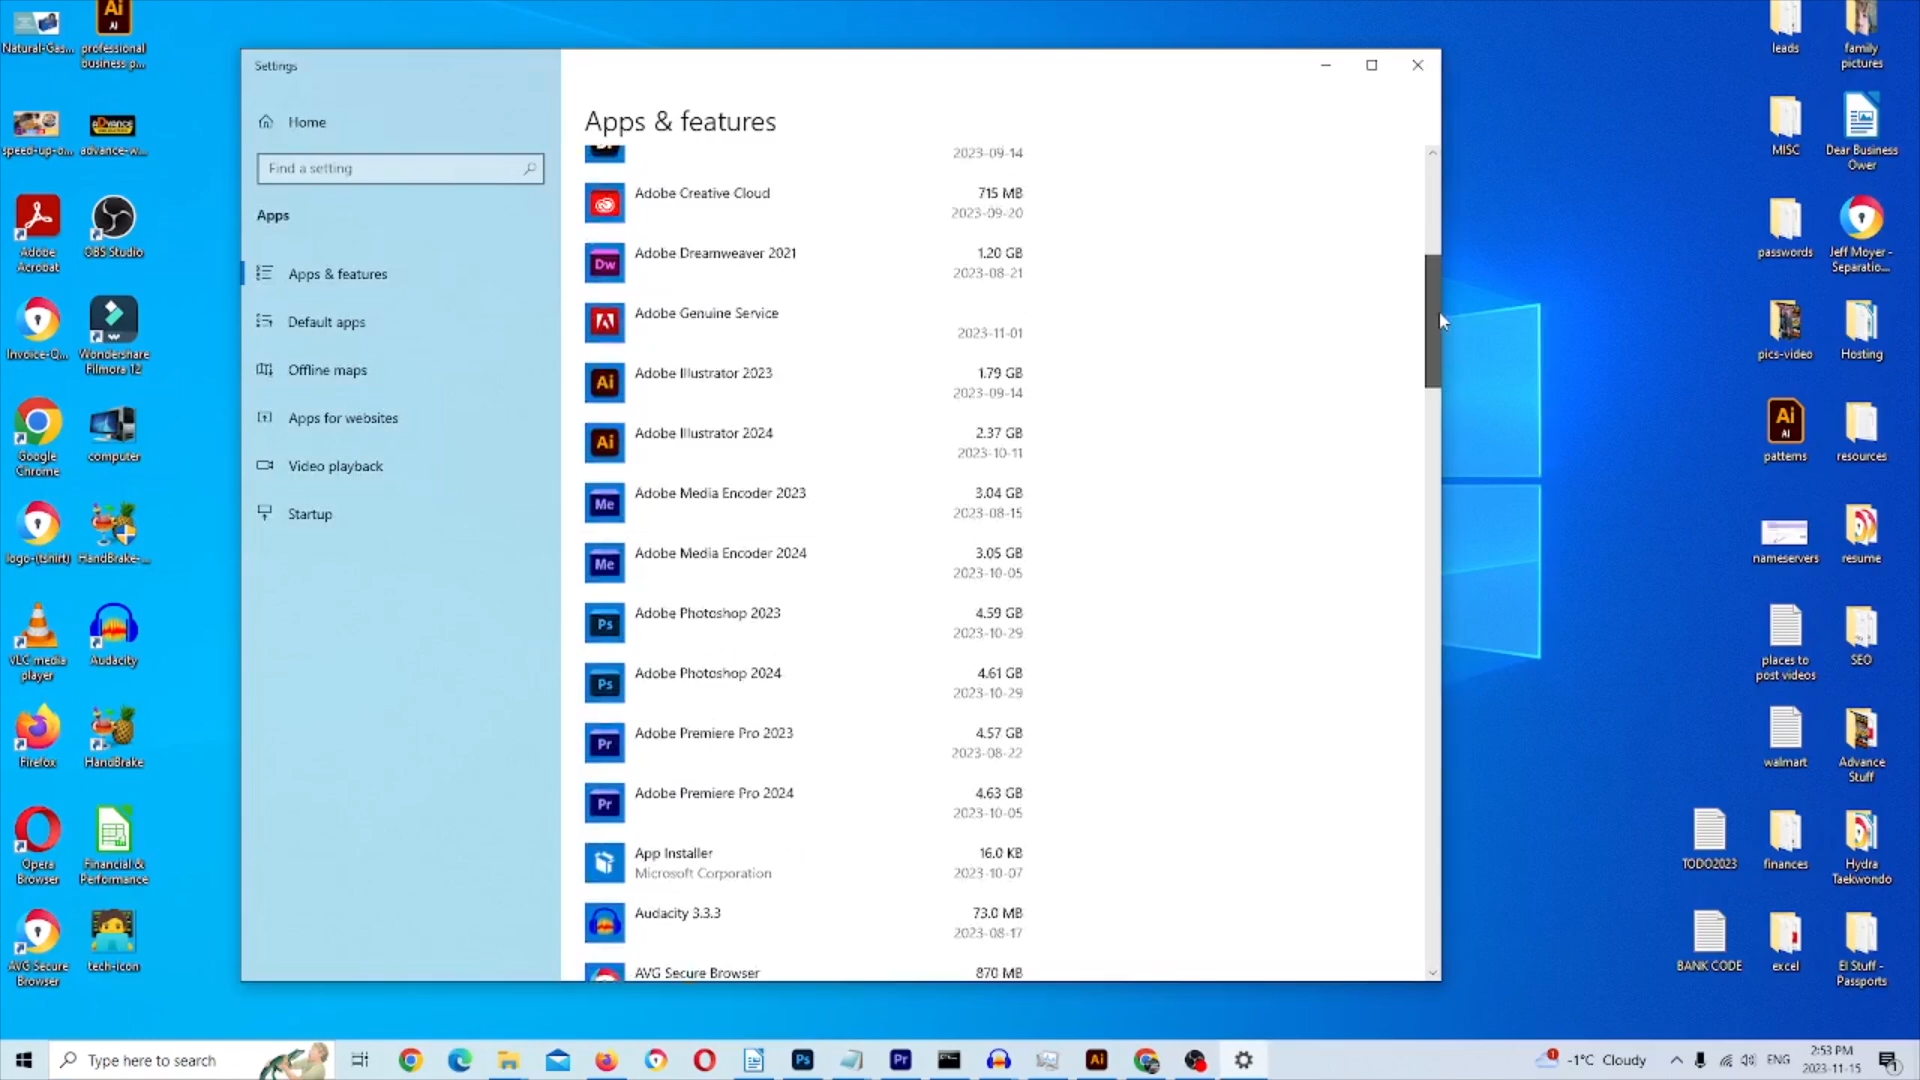 Natural-Gas...
professional
business p...
speed-up-o...
advance-w...
Adobe
Acrobat
OBS Studio
Invoice-O...
Wondershare
Filmora 12
Google
Chrome
computer
logo-(tshirt)
HandBrake-...
VLC media
player
Audacity
Firefox
HandBrake
Opera
Browser
Financial &
Performance
AVG Secure
Browser
tech-icon
Settings
Home
Find a setting
Apps
Apps & features
Default apps
Offline maps
Apps for websites
Video playback
Startup
Apps & features
2023-09-14
Adobe Creative Cloud 715 MB
2023-09-20
Adobe Dreamweaver 2021 1.20 GB
2023-08-21
Adobe Genuine Service
2023-11-01
Adobe Illustrator 2023 1.79 GB
2023-09-14
Adobe Illustrator 2024 2.37 GB
2023-10-11
Adobe Media Encoder 2023 3.04 GB
2023-08-15
Adobe Media Encoder 2024 3.05 GB
2023-10-05
Adobe Photoshop 2023 4.59 GB
2023-10-29
Adobe Photoshop 2024 4.61 GB
2023-10-29
Adobe Premiere Pro 2023 4.57 GB
2023-08-22
Adobe Premiere Pro 2024 4.63 GB
2023-10-05
App Installer 16.0 KB
Microsoft Corporation 2023-10-07
Audacity 3.3.3 73.0 MB
2023-08-17
AVG Secure Browser 870 MB
leads
family
pictures
MISC
Dear Business
Ower
passwords
Jeff Moyer -
Separatio...
pics-video
Hosting
patterns
resources
nameservers
resume
places to
post videos
SEO
walmart
Advance
Stuff
TODO2023
finances
Hydra
Taekwondo
BANK CODE
excel
EI Stuff -
Passports
Type here to search
-1°C Cloudy
ENG
2:53 PM
2023-11-15